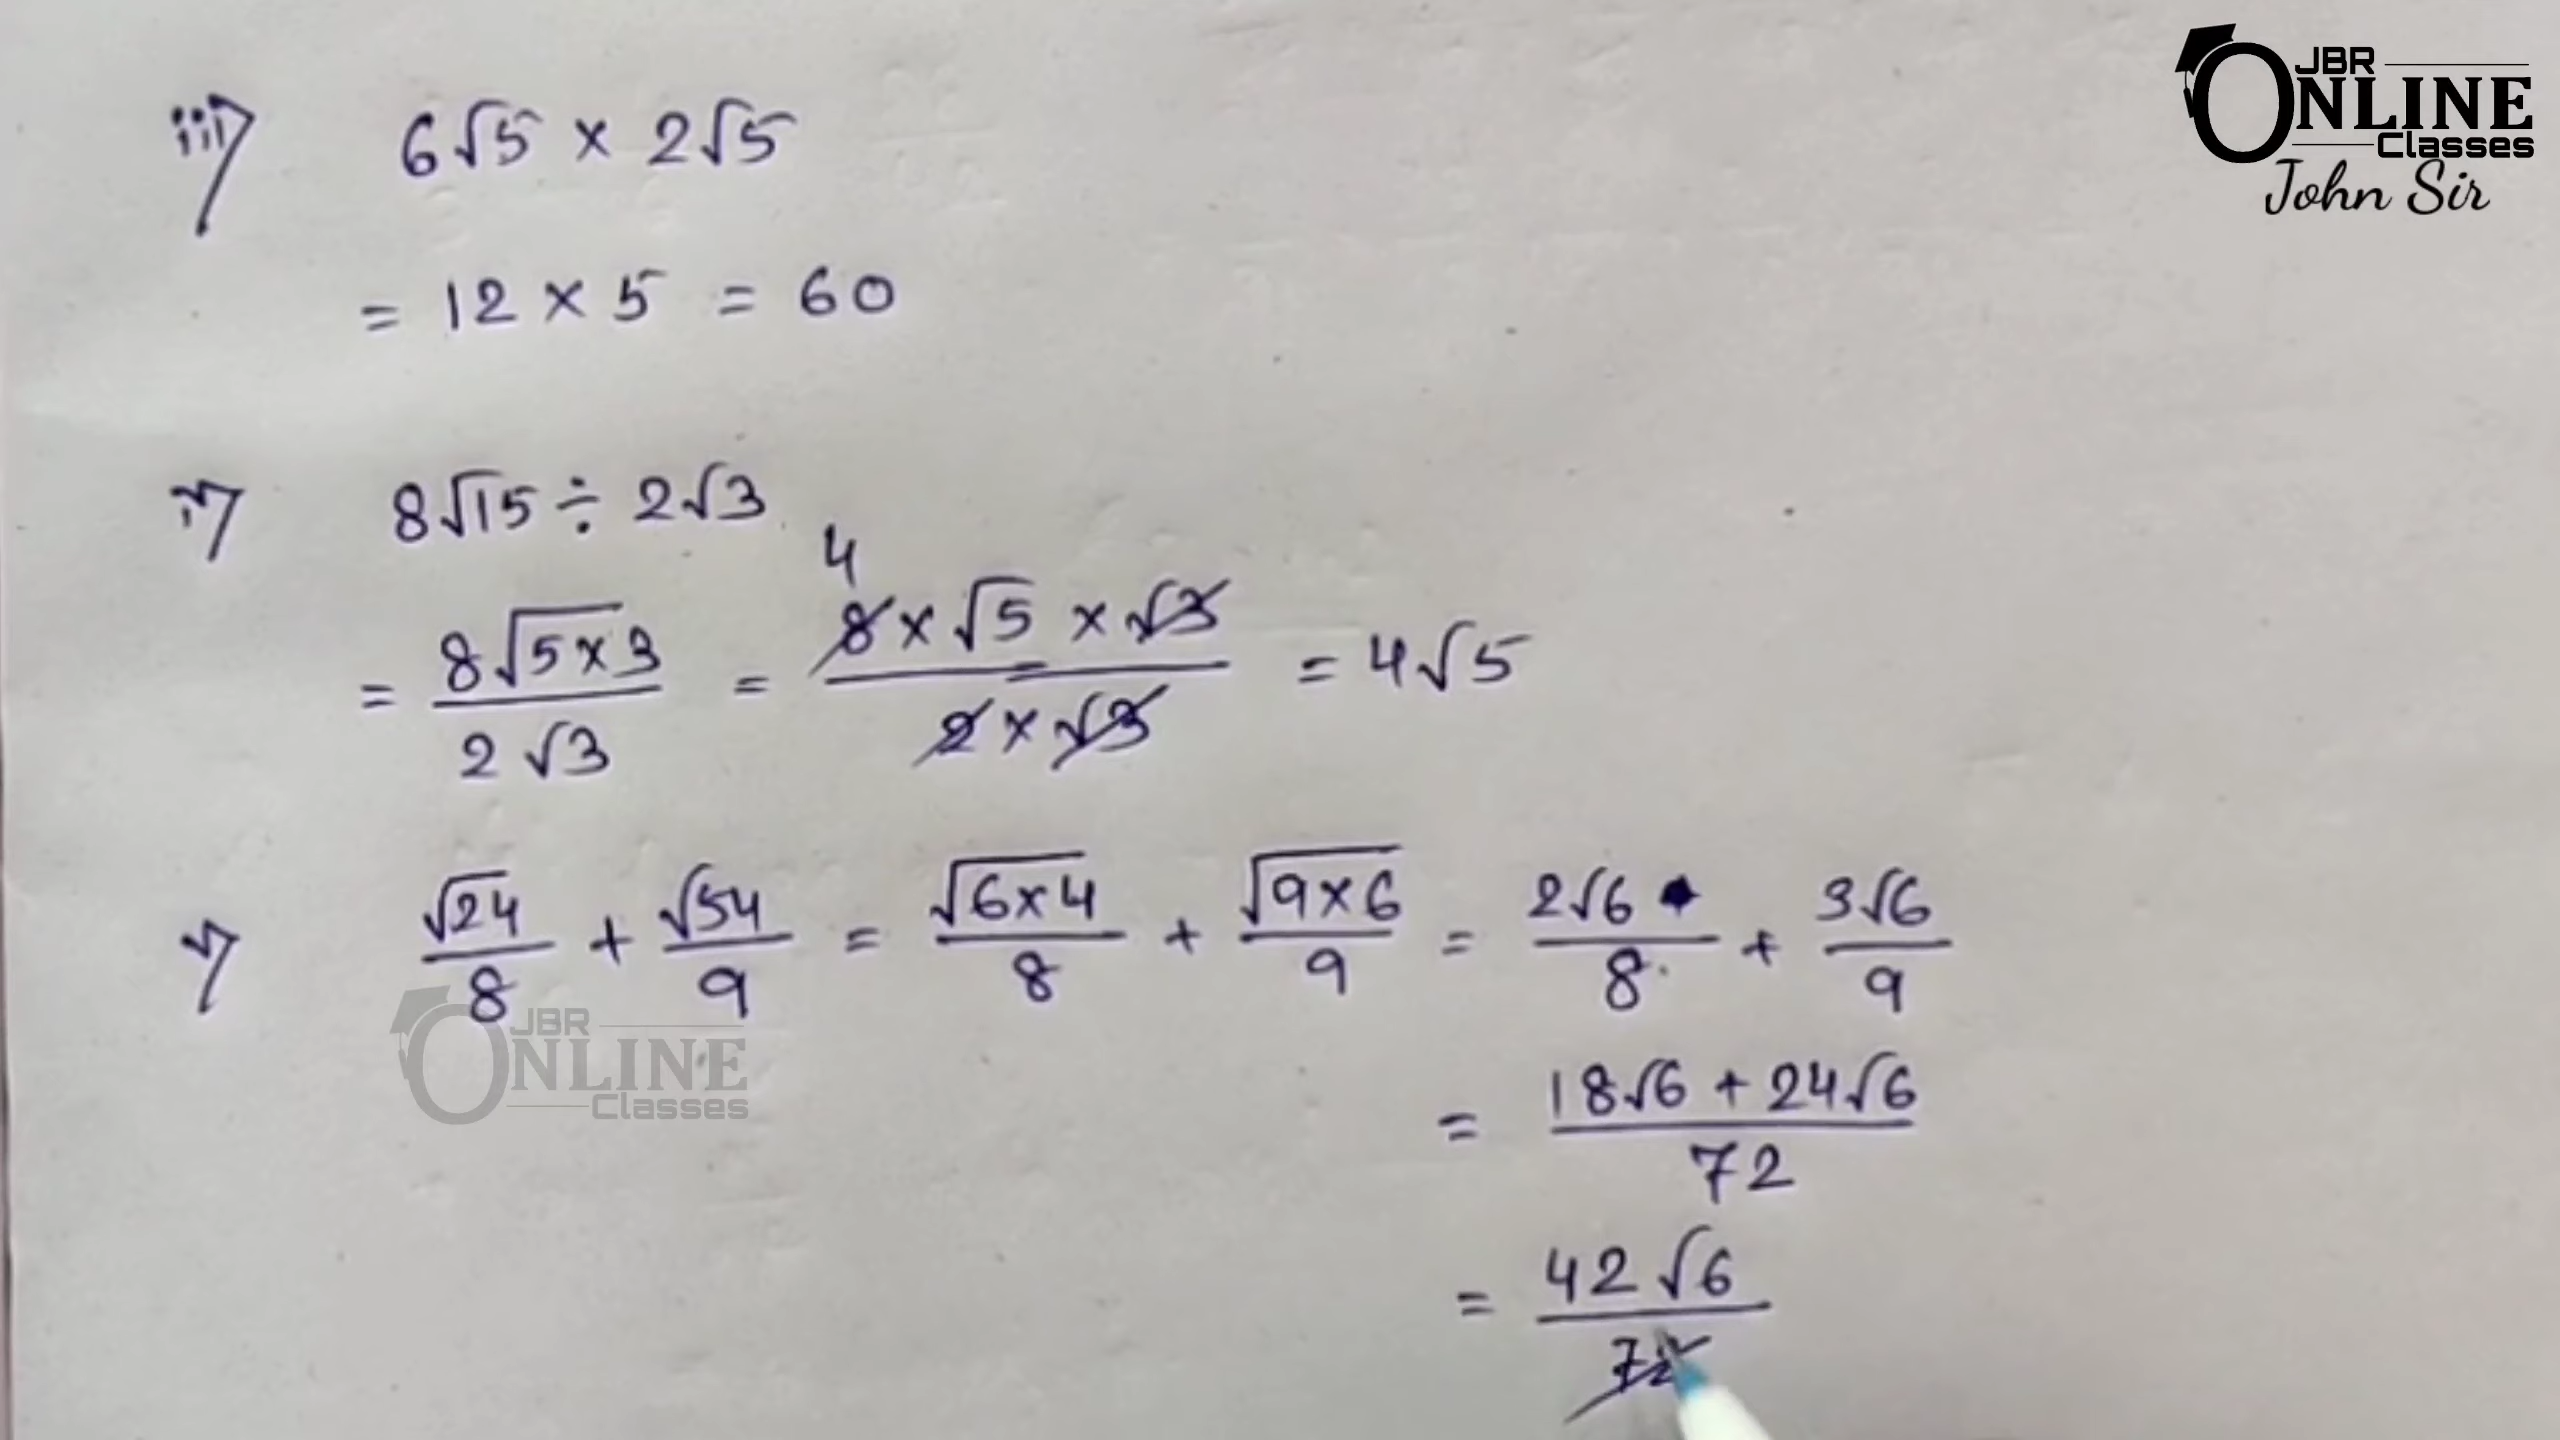 JBR
ONLINE
Classes
John Sir
iii) 6√5 × 2√5
= 12 × 5 = 60
iv) 8√15 ÷ 2√3
= 8√5×3 / 2√3 = 4 8 × √5 × √3 / 2 × √3 = 4√5
v) √24/8 + √54/9 = √6×4/8 + √9×6/9 = 2√6/8 + 3√6/9
JBR
ONLINE
Classes
= 18√6 + 24√6 / 72
= 42√6 / 72